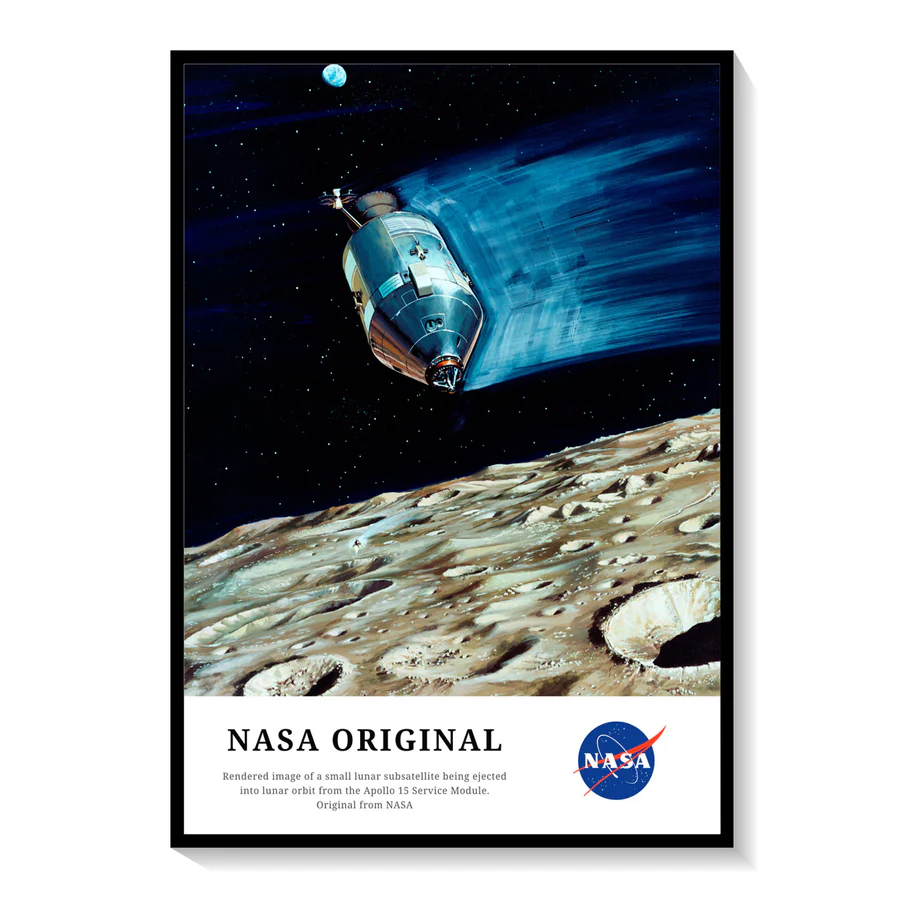 NASA ORIGINAL
Rendered image of a small lunar subsatellite being ejected
into lunar orbit from the Apollo 15 Service Module.
Original from NASA
NASA